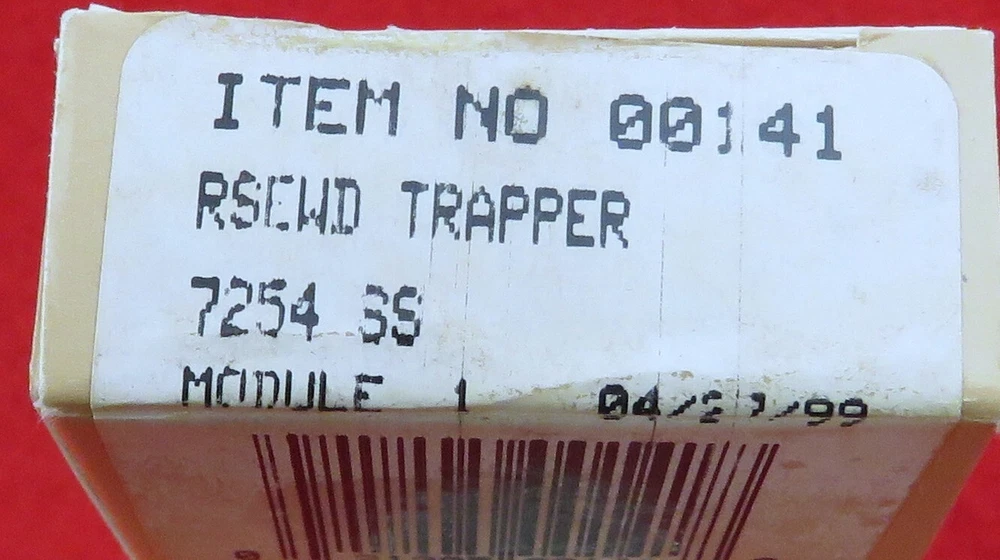 ITEM NO 00141
RSEWD TRAPPER
7254 SS
MODULE 1